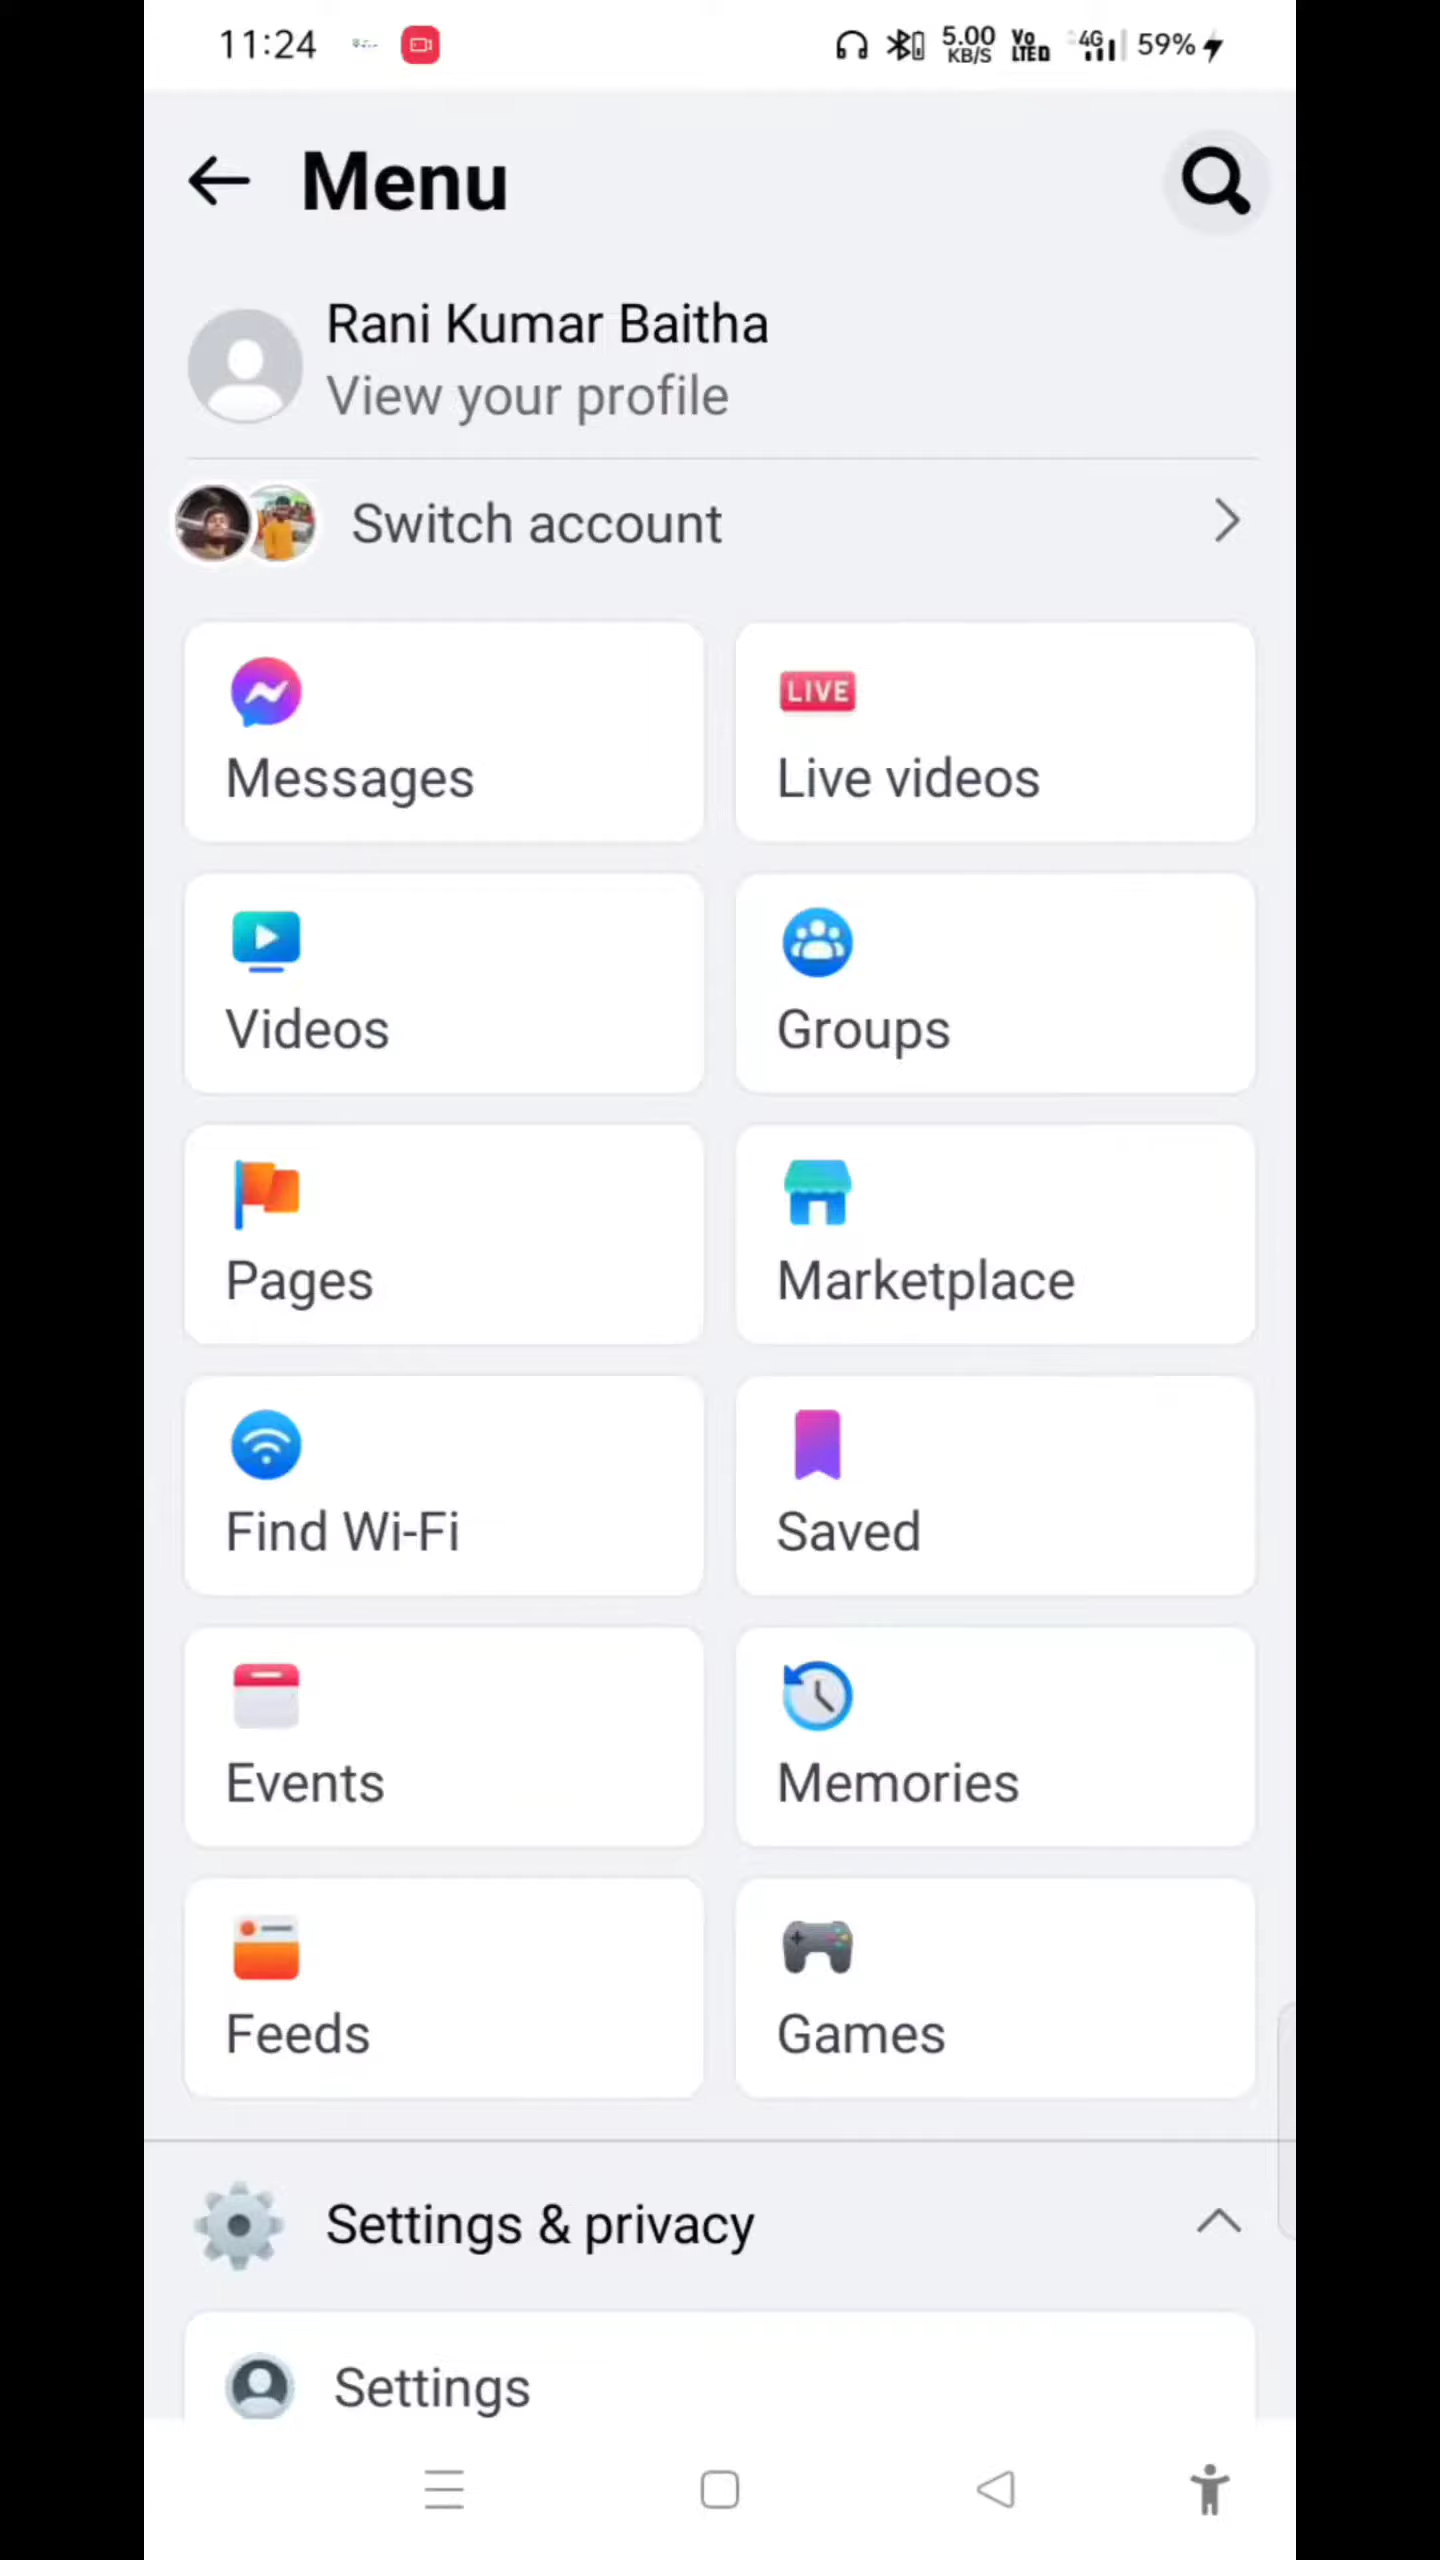 11:24
5.00 KB/S Vo LTE 4G 59%
Menu
Rani Kumar Baitha
View your profile
Switch account
LIVE
Messages Live videos
Videos Groups
Pages Marketplace
Find Wi-Fi Saved
Events Memories
Feeds Games
Settings & privacy
Settings